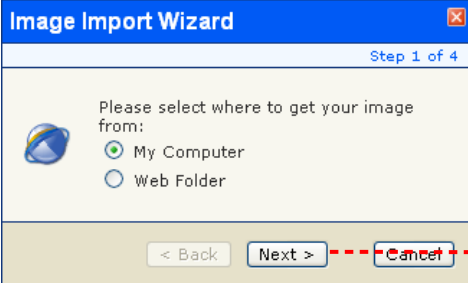 Image Import Wizard
Step 1 of 4
Please select where to get your image
from:
My Computer
Web Folder
< Back Next > Cancel